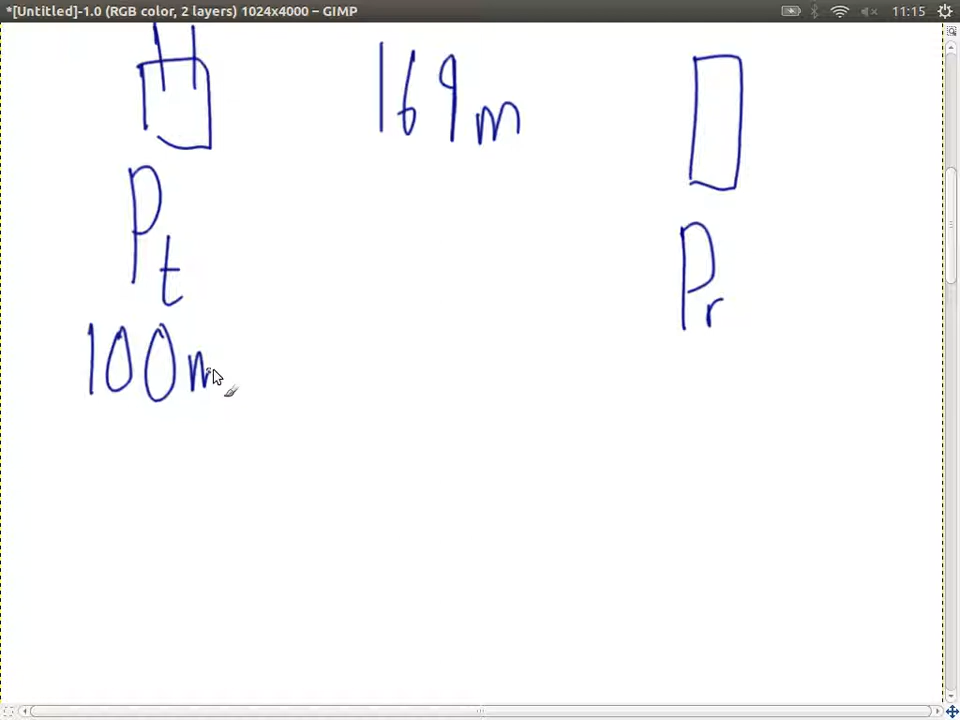 *[Untitled]-1.0 (RGB color, 2 layers) 1024x4000 – GIMP 11:15
169m
Pt
Pr
100m